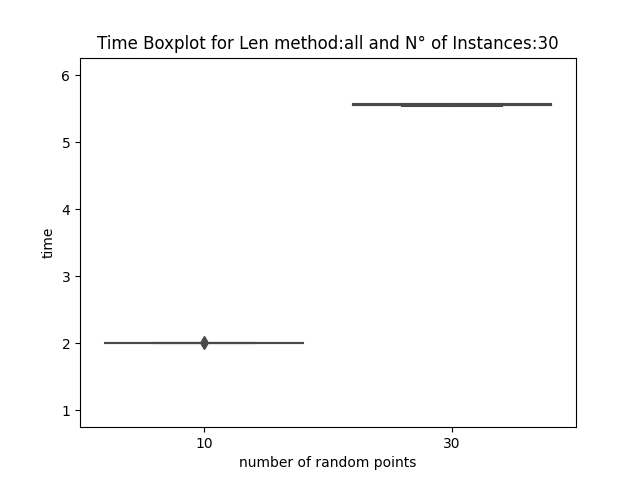 Time Boxplot for Len method:all and N° of Instances:30
6
5
4
3
2
1
time
10 30
number of random points